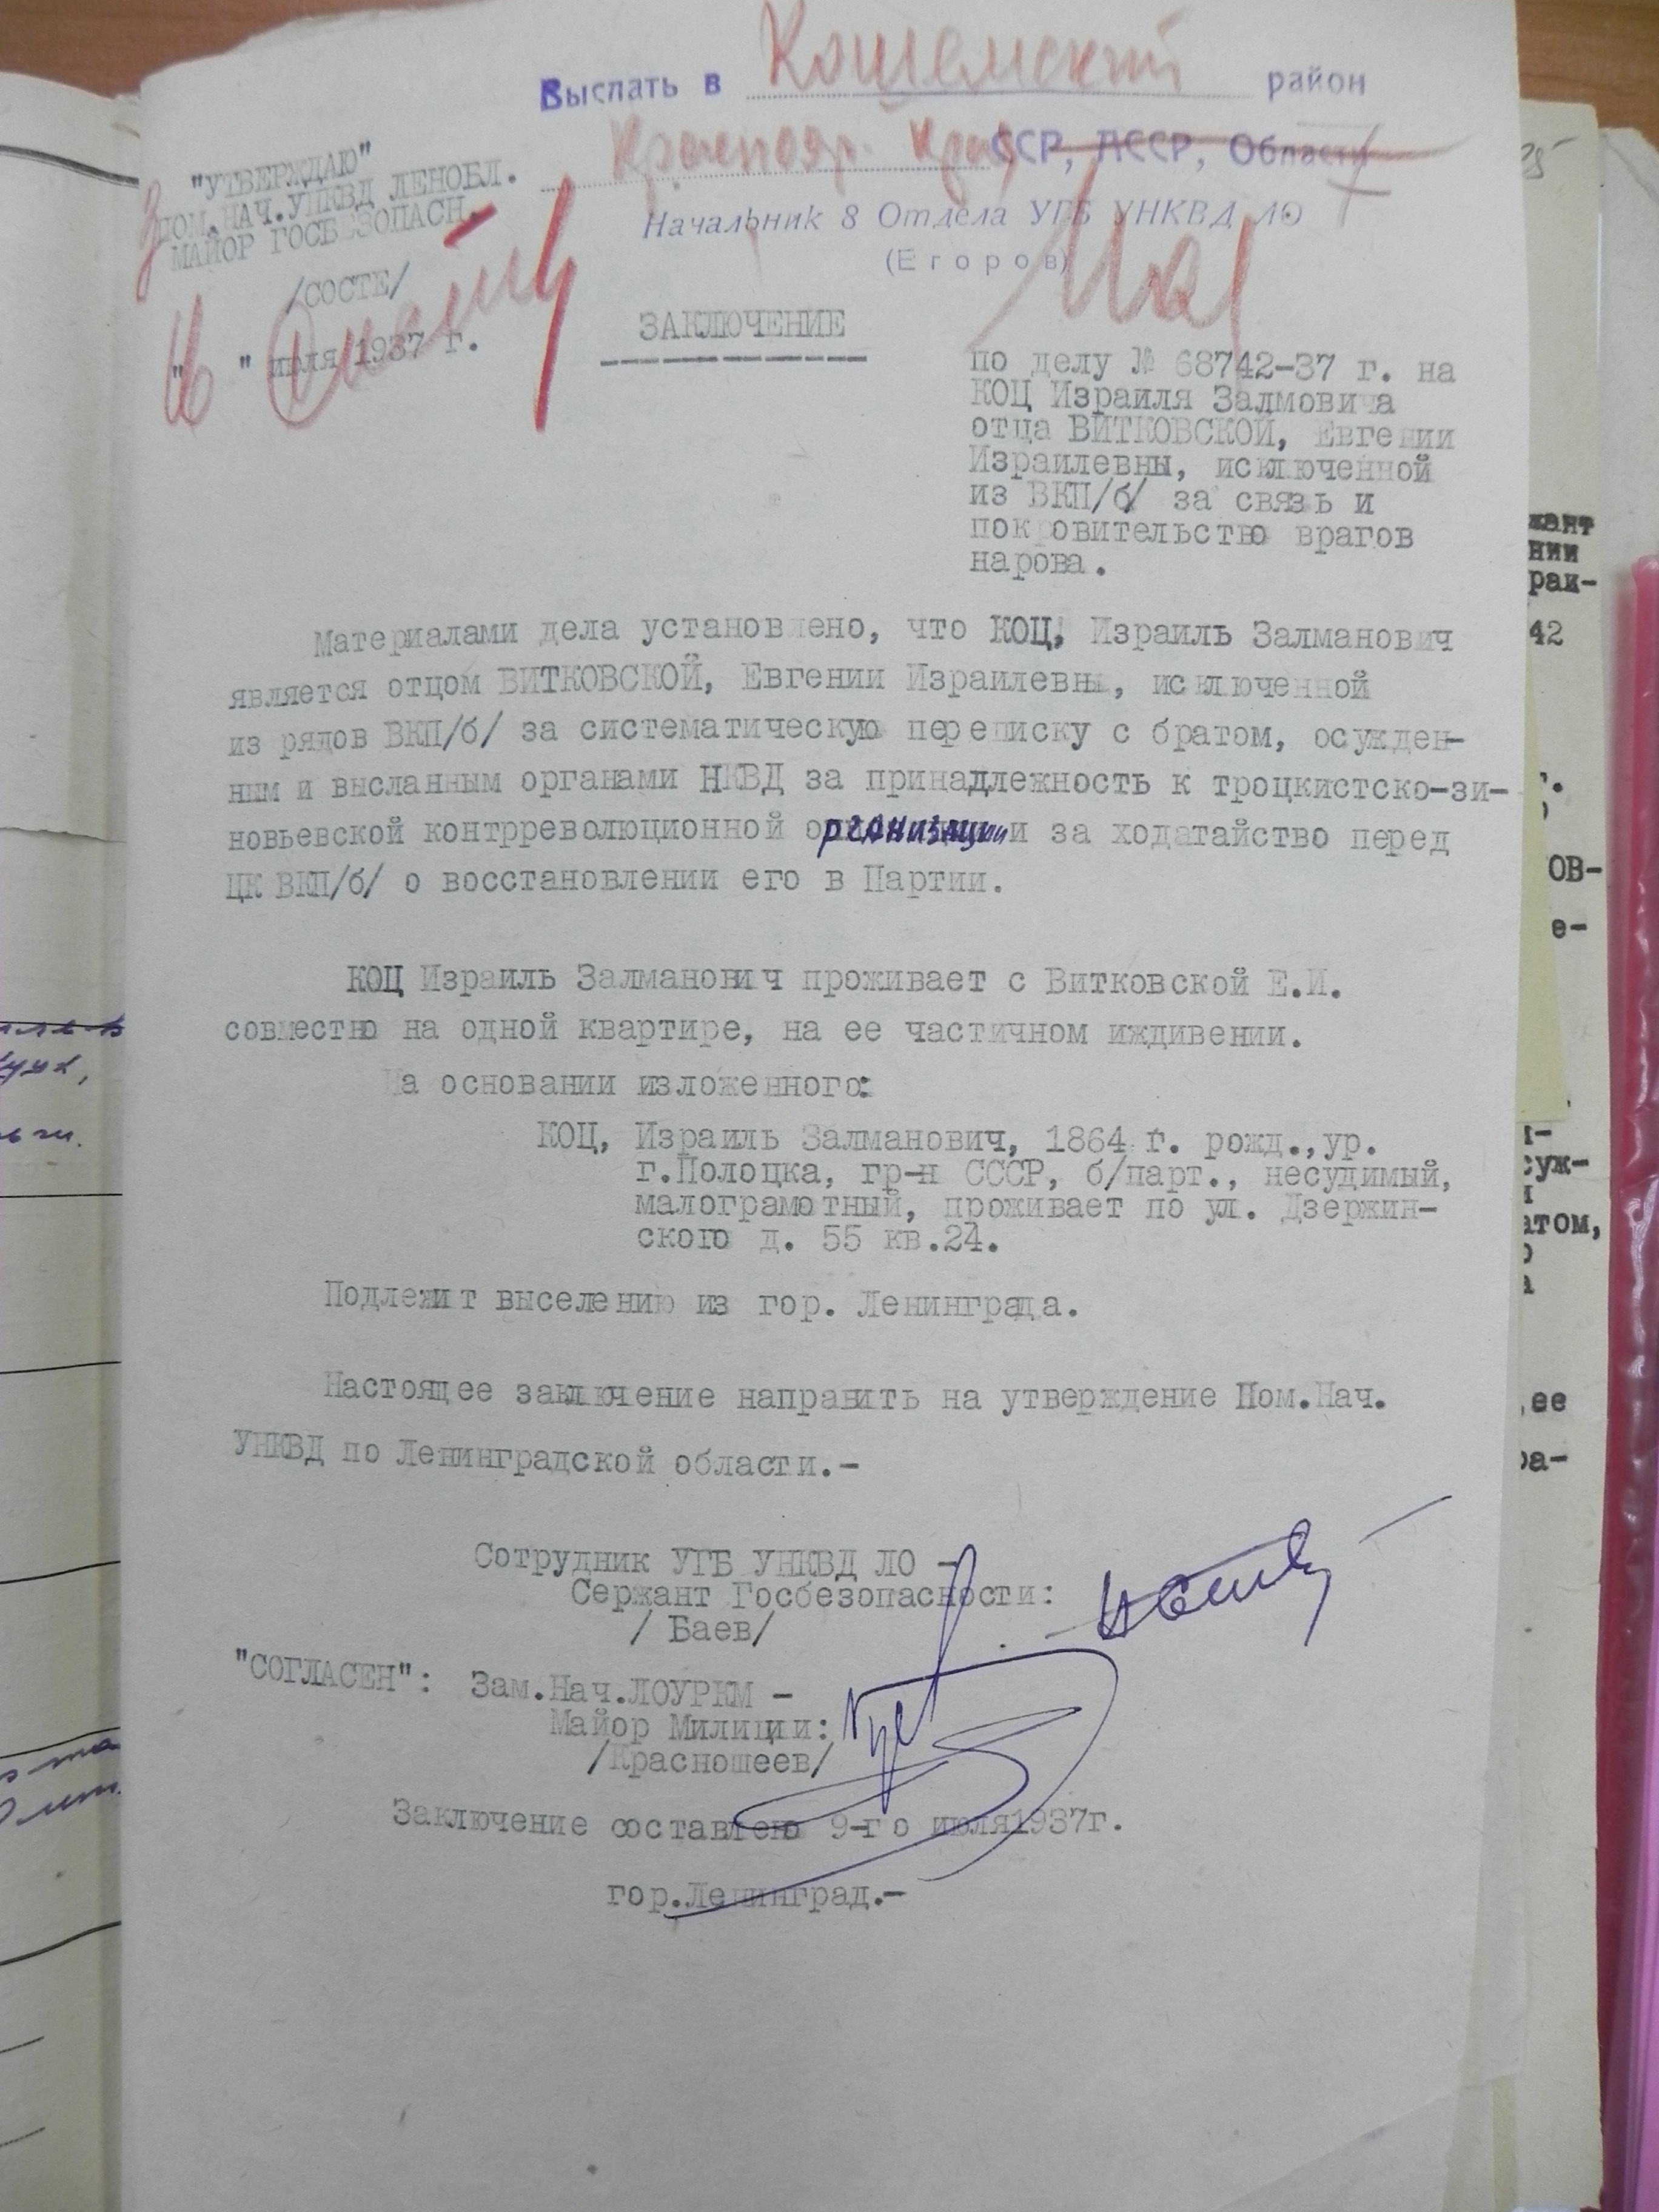 Выслать в Кошемский район
Краснояр. Край ССР, АССР, Области
Начальник 8 Отдела УГБ УНКВД ЛО
(Егоров)
"УТВЕРЖДАЮ"
ПОМ.НАЧ.УНКВД ЛЕНОБЛ.
МАЙОР ГОСБЕЗОПАСН.
/СОСТЕ/
"16" июля 1937 г.
ЗАКЛЮЧЕНИЕ
по делу № 68742-37 г. на
КОЦ Израиля Залмовича
отца ВИТКОВСКОЙ, Евгении
Израилевны, исключенной
из ВКП/б/ за связь и
покровительство врагов
нарова.
Материалами дела установлено, что КОЦ, Израиль Залманович
является отцом ВИТКОВСКОЙ, Евгении Израилевны, исключенной
из рядов ВКП/б/ за систематическую переписку с братом, осужден-
ным и высланным органами НКВД за принадлежность к троцкистско-зи-
новьевской контрреволюционной организации и за ходатайство перед
ЦК ВКП/б/ о восстановлении его в Партии.
КОЦ Израиль Залманович проживает с Витковской Е.И.
совместно на одной квартире, на ее частичном иждивении.
На основании изложенного:
КОЦ, Израиль Залманович, 1864 г. рожд.,ур.
г.Полоцка, гр-н СССР, б/парт., несудимый,
малограмотный, проживает по ул. Дзержин-
ского д. 55 кв.24.
Подлежит выселению из гор. Ленинграда.
Настоящее заключение направить на утверждение Пом.Нач.
УНКВД по Ленинградской области.-
Сотрудник УГБ УНКВД ЛО -
Сержант Госбезопасности:
/ Баев/
"СОГЛАСЕН": Зам.Нач.ЛОУРКМ -
Майор Милиции:
/Красношеев/
Заключение составлено 9-го июля1937г.
гор.Ленинград.-